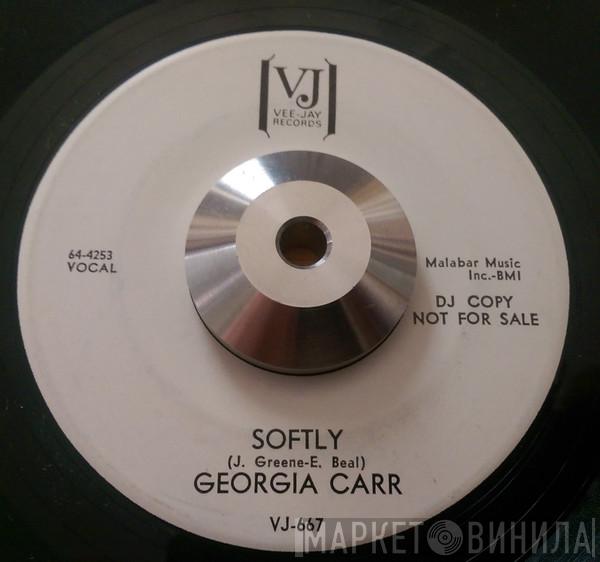 VJ
VEE-JAY
RECORDS
64-4253
VOCAL
Malabar Music
Inc.-BMI
DJ COPY
NOT FOR SALE
SOFTLY
(J. Greene-E. Beal)
GEORGIA CARR
VJ-667
МАРКЕТ ВИНИЛА